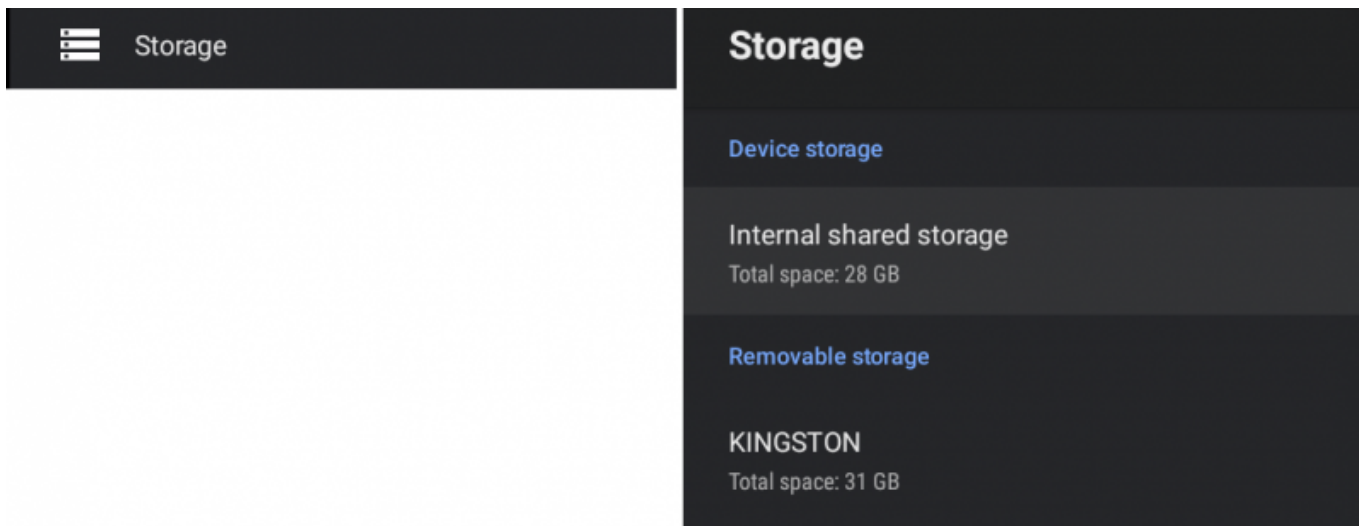 Storage
Storage
Device storage
Internal shared storage
Total space: 28 GB
Removable storage
KINGSTON
Total space: 31 GB